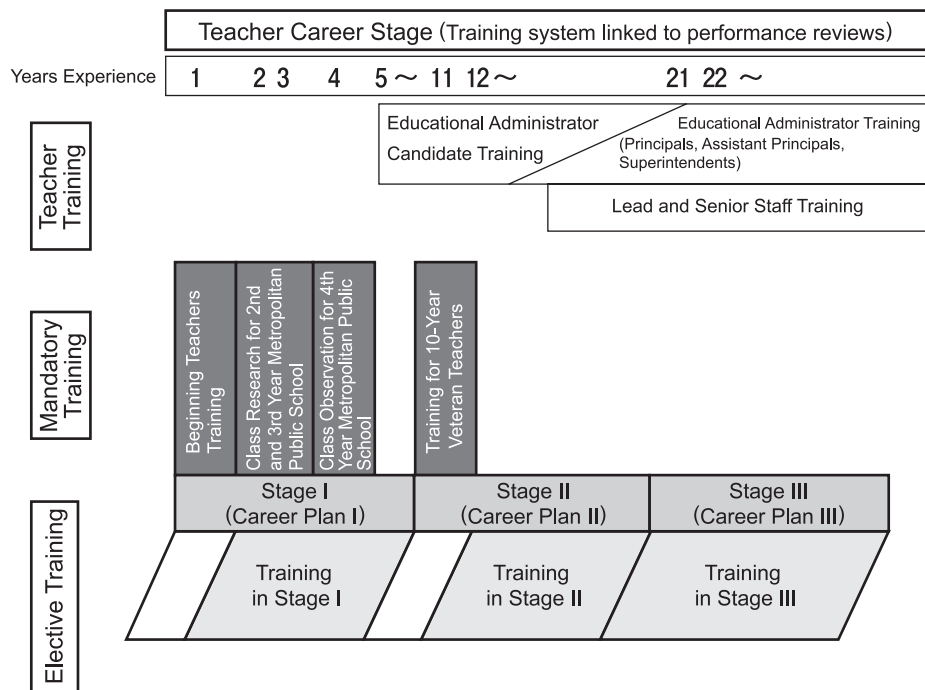 Teacher Career Stage (Training system linked to performance reviews)
Years Experience 1 2 3 4 5～ 11 12～ 21 22 ～
Teacher
Training
Educational Administrator
Candidate Training
Educational Administrator Training
(Principals, Assistant Principals,
Superintendents)
Lead and Senior Staff Training
Mandatory
Training
Beginning Teachers
Training
Class Research for 2nd
and 3rd Year Metropolitan
Public School
Class Observation for 4th
Year Metropolitan Public
School
Training for 10-Year
Veteran Teachers
Stage I
(Career Plan I)
Stage II
(Career Plan II)
Stage III
(Career Plan III)
Elective Training
Training
in Stage I
Training
in Stage II
Training
in Stage III